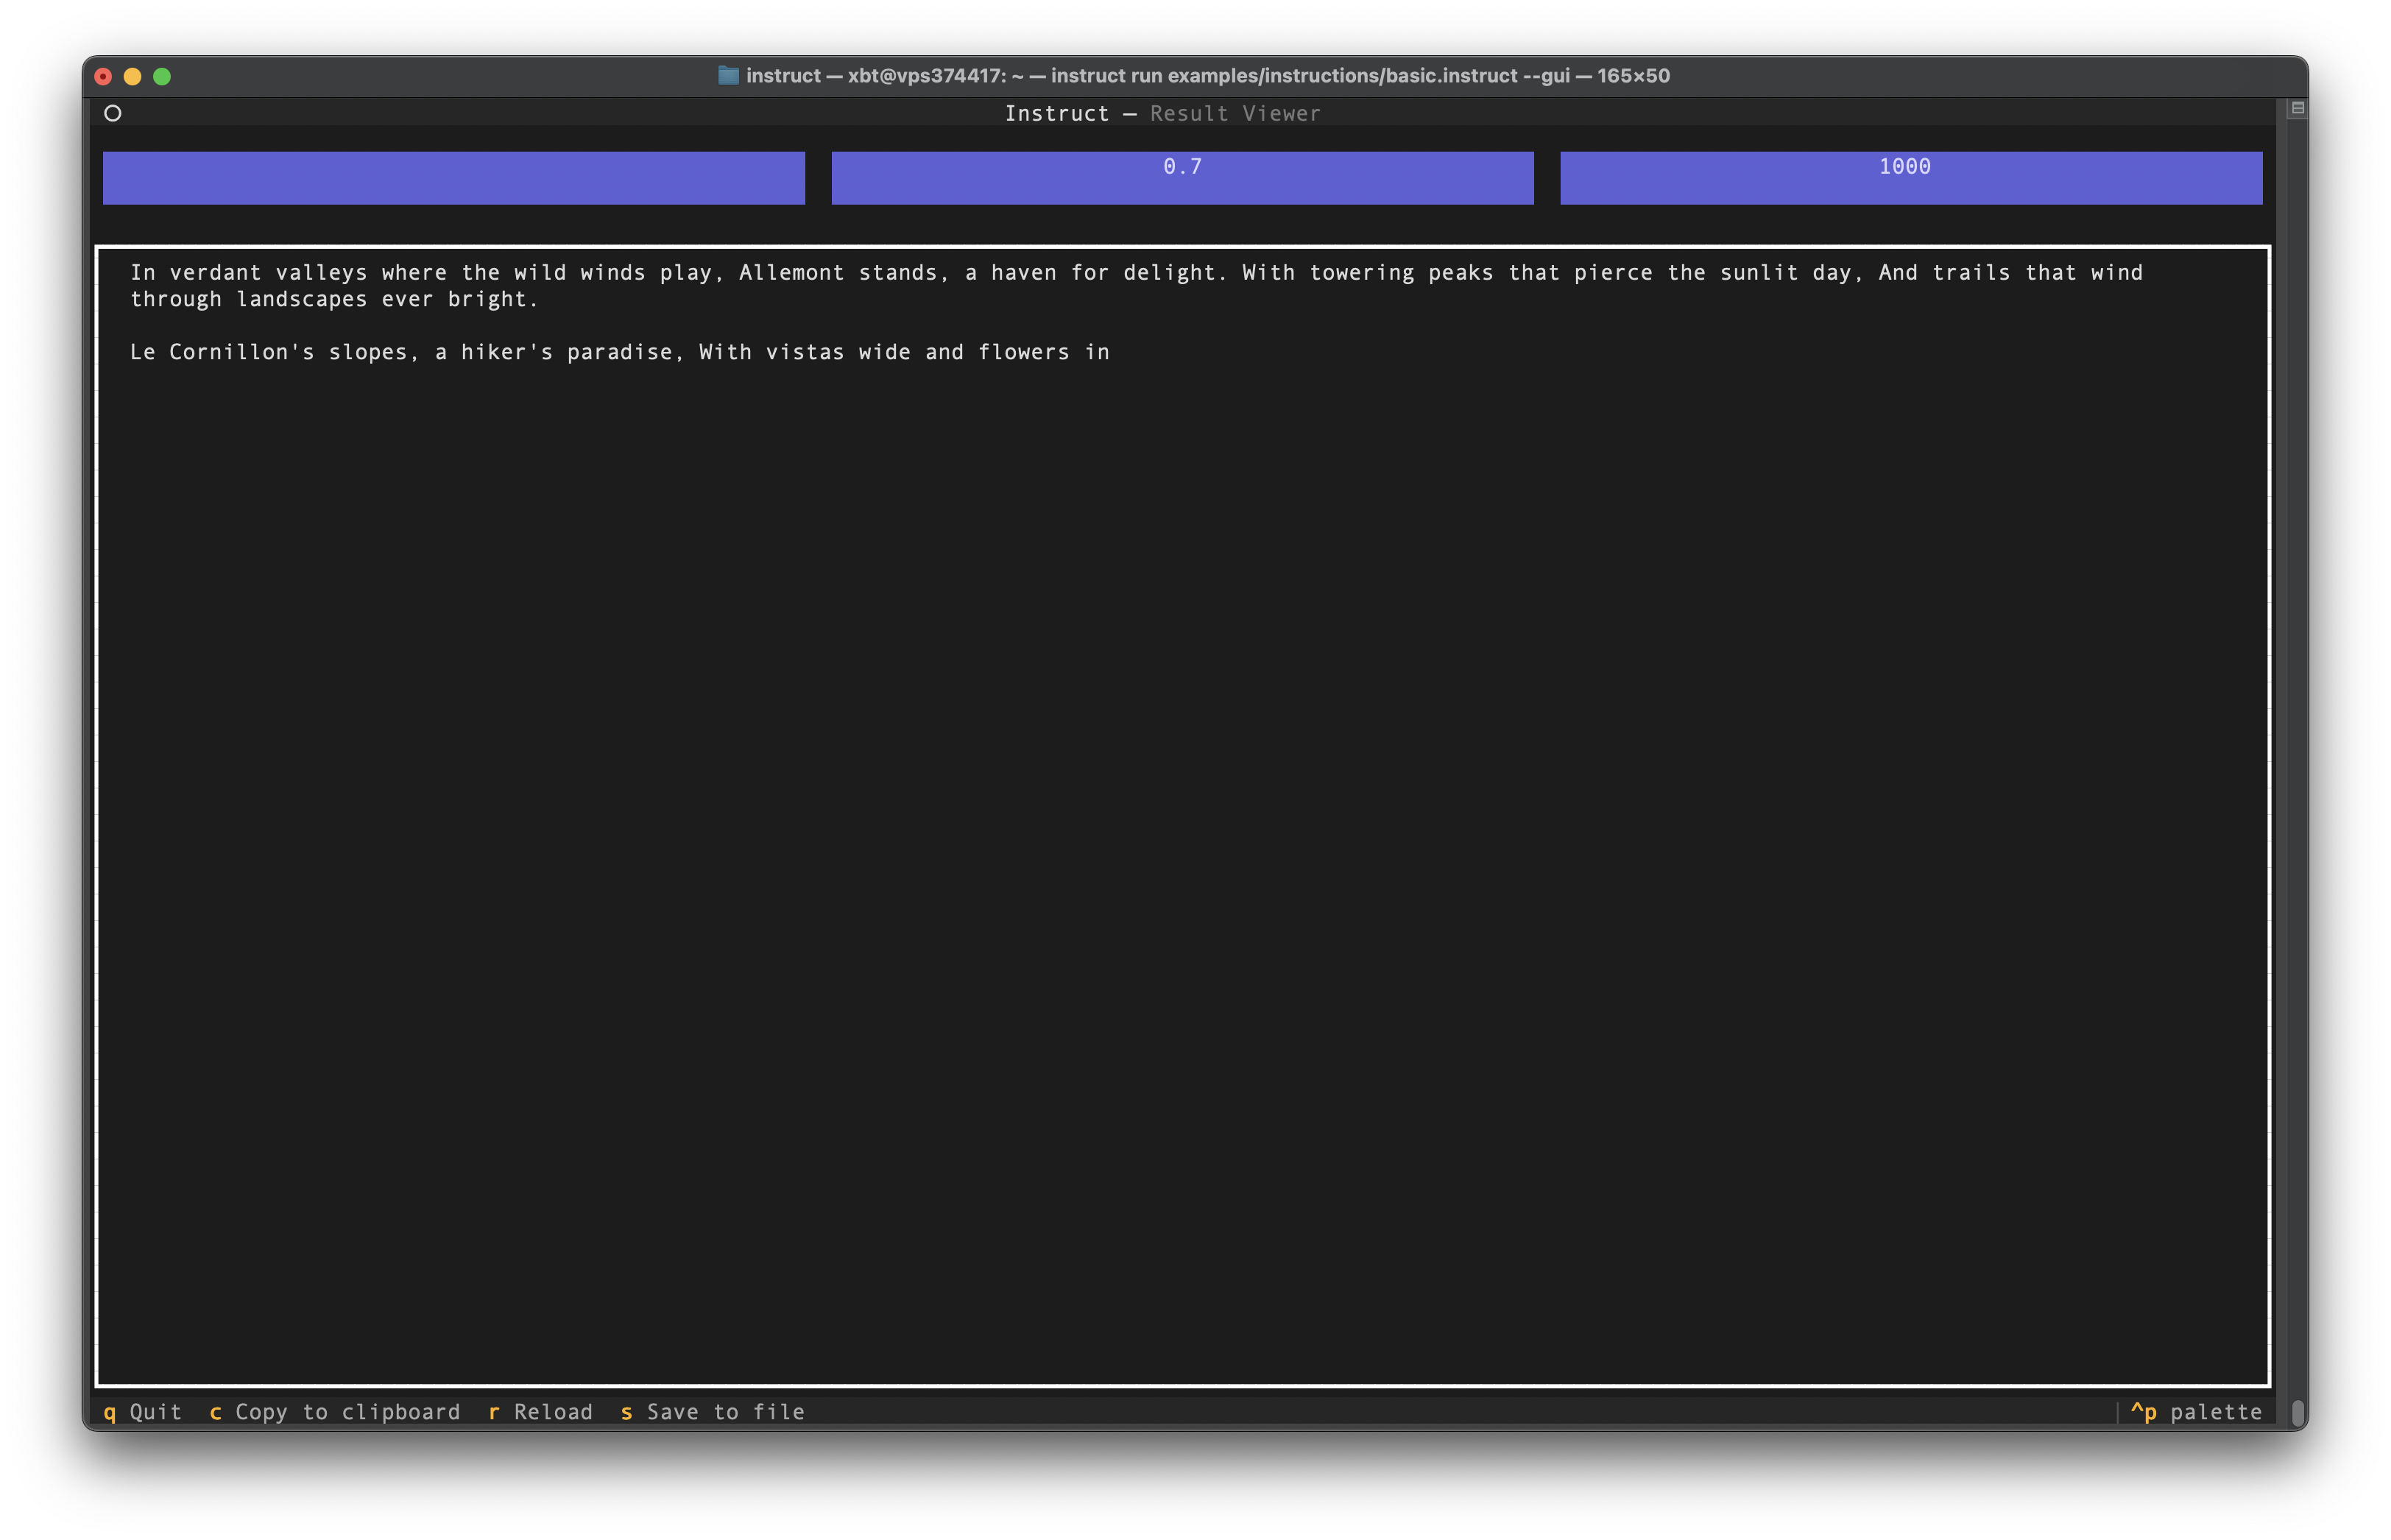 instruct — xbt@vps374417: ~ — instruct run examples/instructions/basic.instruct --gui — 165×50
Instruct — Result Viewer
0.7
1000
In verdant valleys where the wild winds play, Allemont stands, a haven for delight. With towering peaks that pierce the sunlit day, And trails that wind
through landscapes ever bright.
Le Cornillon's slopes, a hiker's paradise, With vistas wide and flowers in
q Quit c Copy to clipboard r Reload s Save to file ^p palette